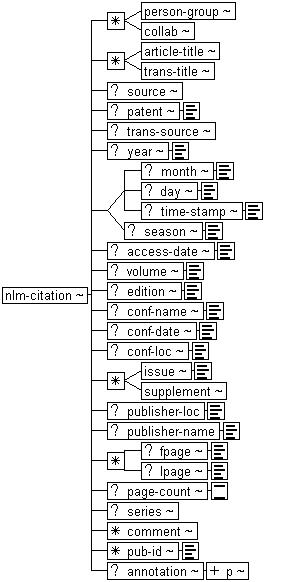 person-group ~
* collab ~
article-title ~
* trans-title ~
? source ~
? patent ~
? trans-source ~
? year ~
? month ~
? day ~
? time-stamp ~
? season ~
? access-date ~
? volume ~
nlm-citation ~ ? edition ~
? conf-name ~
? conf-date ~
? conf-loc ~
issue ~
* supplement ~
? publisher-loc ~
? publisher-name
? fpage ~
* ? lpage ~
? page-count ~
? series ~
* comment ~
* pub-id ~
? annotation ~ + p ~